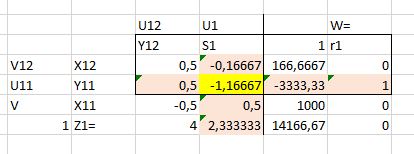 U12 U1 W=
Y12 S1 1 r1
V12 X12 0,5 -0,16667 166,6667 0
U11 Y11 0,5 -1,16667 -3333,33 1
V X11 -0,5 0,5 1000 0
1 Z1= 4 2,333333 14166,67 0